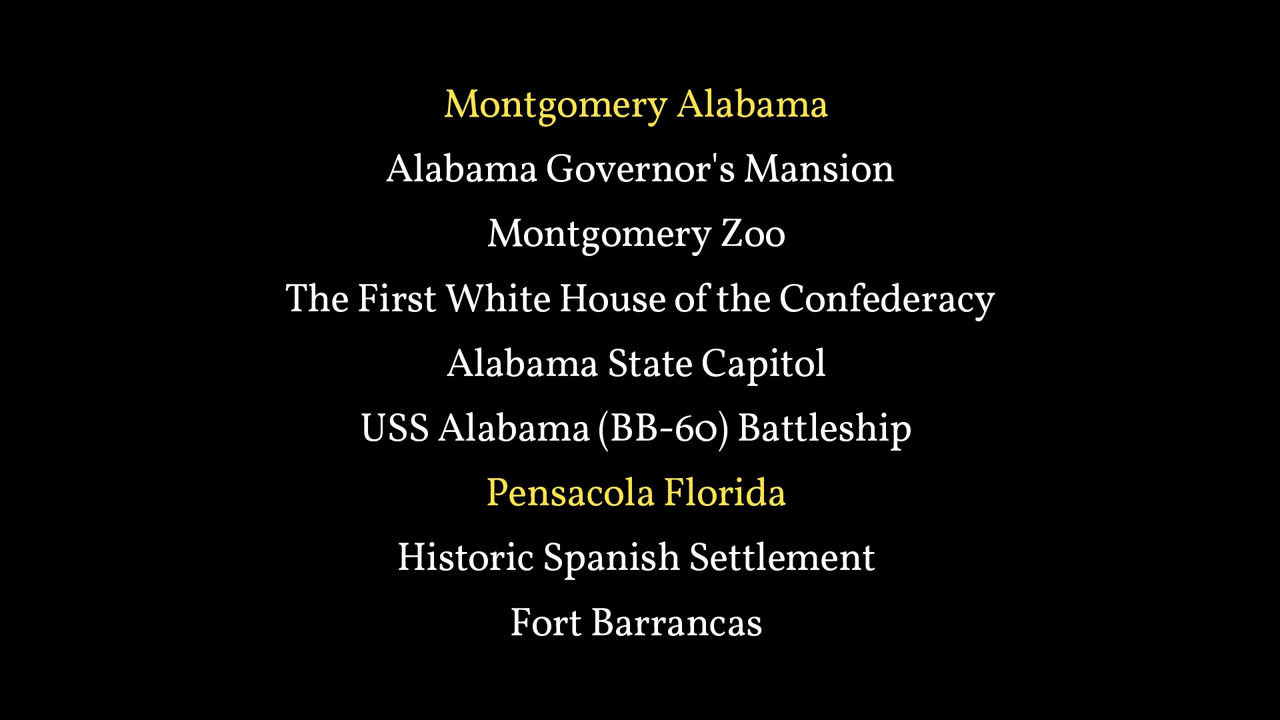 Montgomery Alabama
Alabama Governor's Mansion
Montgomery Zoo
The First White House of the Confederacy
Alabama State Capitol
USS Alabama (BB-60) Battleship
Pensacola Florida
Historic Spanish Settlement
Fort Barrancas